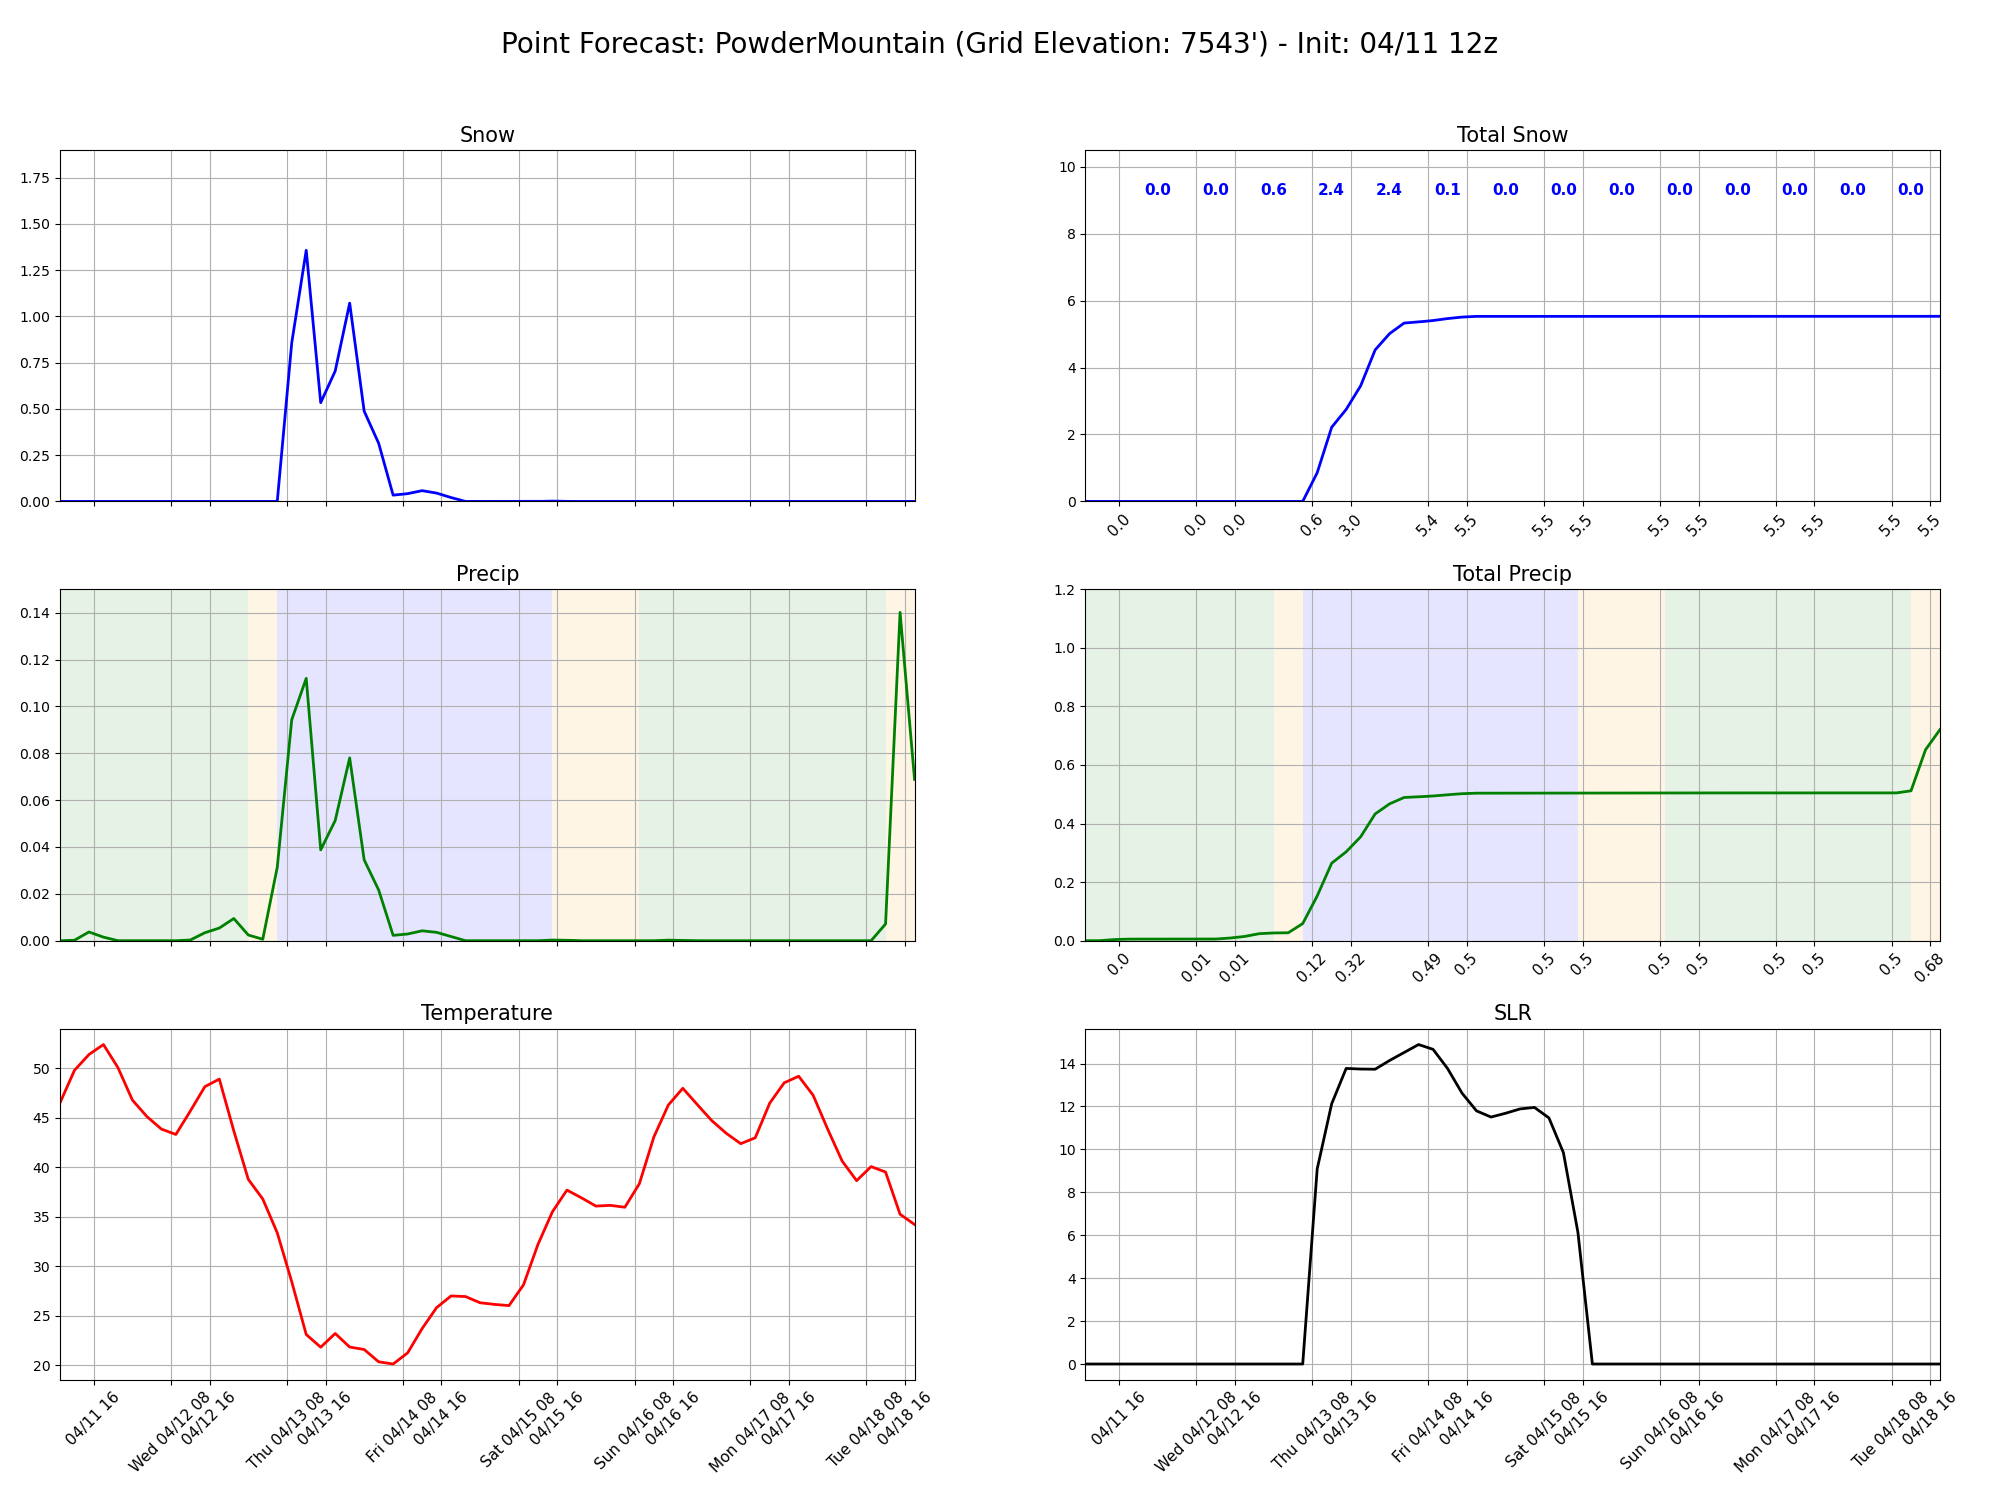 Point Forecast: PowderMountain (Grid Elevation: 7543') - Init: 04/11 12z
Snow
1.75
1.50
1.25
1.00
0.75
0.50
0.25
0.00
Total Snow
10
8
6
4
2
0
0.0 0.0 0.6 2.4 2.4 0.1 0.0 0.0 0.0 0.0 0.0 0.0 0.0 0.0
0.0 0.0 0.0 0.6 3.0 5.4 5.5 5.5 5.5 5.5 5.5 5.5 5.5 5.5 5.5
Precip
0.14
0.12
0.10
0.08
0.06
0.04
0.02
0.00
Total Precip
1.2
1.0
0.8
0.6
0.4
0.2
0.0
0.0 0.01 0.01 0.12 0.32 0.49 0.5 0.5 0.5 0.5 0.5 0.5 0.5 0.5 0.68
Temperature
50
45
40
35
30
25
20
04/11 16
Wed 04/12 08
04/12 16
Thu 04/13 08
04/13 16
Fri 04/14 08
04/14 16
Sat 04/15 08
04/15 16
Sun 04/16 08
04/16 16
Mon 04/17 08
04/17 16
Tue 04/18 08
04/18 16
SLR
14
12
10
8
6
4
2
0
04/11 16
Wed 04/12 08
04/12 16
Thu 04/13 08
04/13 16
Fri 04/14 08
04/14 16
Sat 04/15 08
04/15 16
Sun 04/16 08
04/16 16
Mon 04/17 08
04/17 16
Tue 04/18 08
04/18 16